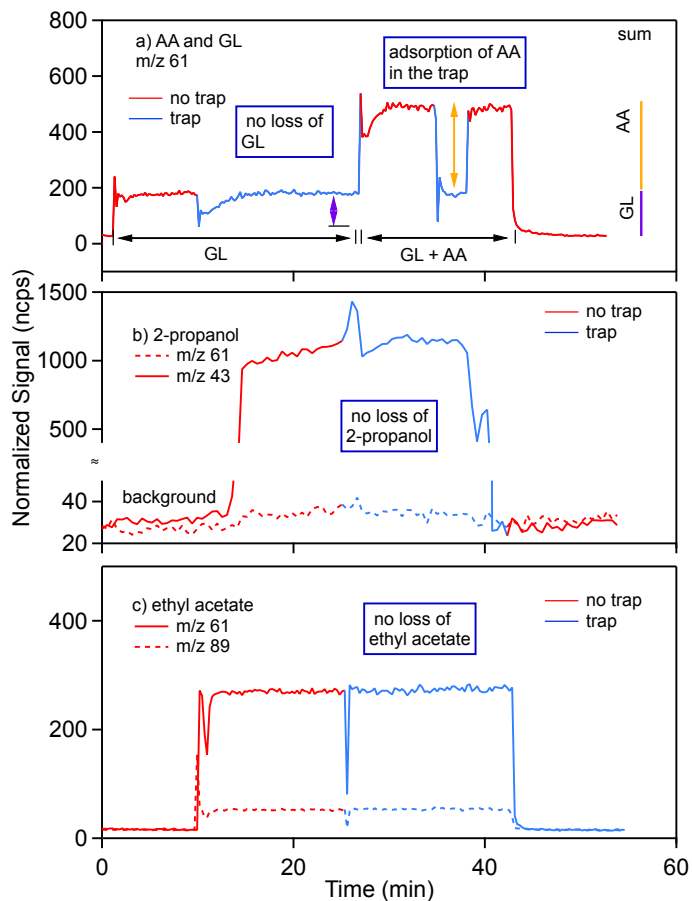 800
600
400
200
0
a) AA and GL
m/z 61
no trap
trap
no loss of
GL
adsorption of AA
in the trap
sum
AA
GL
GL
GL + AA
1500
1000
500
≈
40
20
b) 2-propanol
m/z 61
m/z 43
no trap
trap
no loss of
2-propanol
background
400
200
0
c) ethyl acetate
m/z 61
m/z 89
no loss of
ethyl acetate
no trap
trap
0
20
40
60
Time (min)
Normalized Signal (ncps)